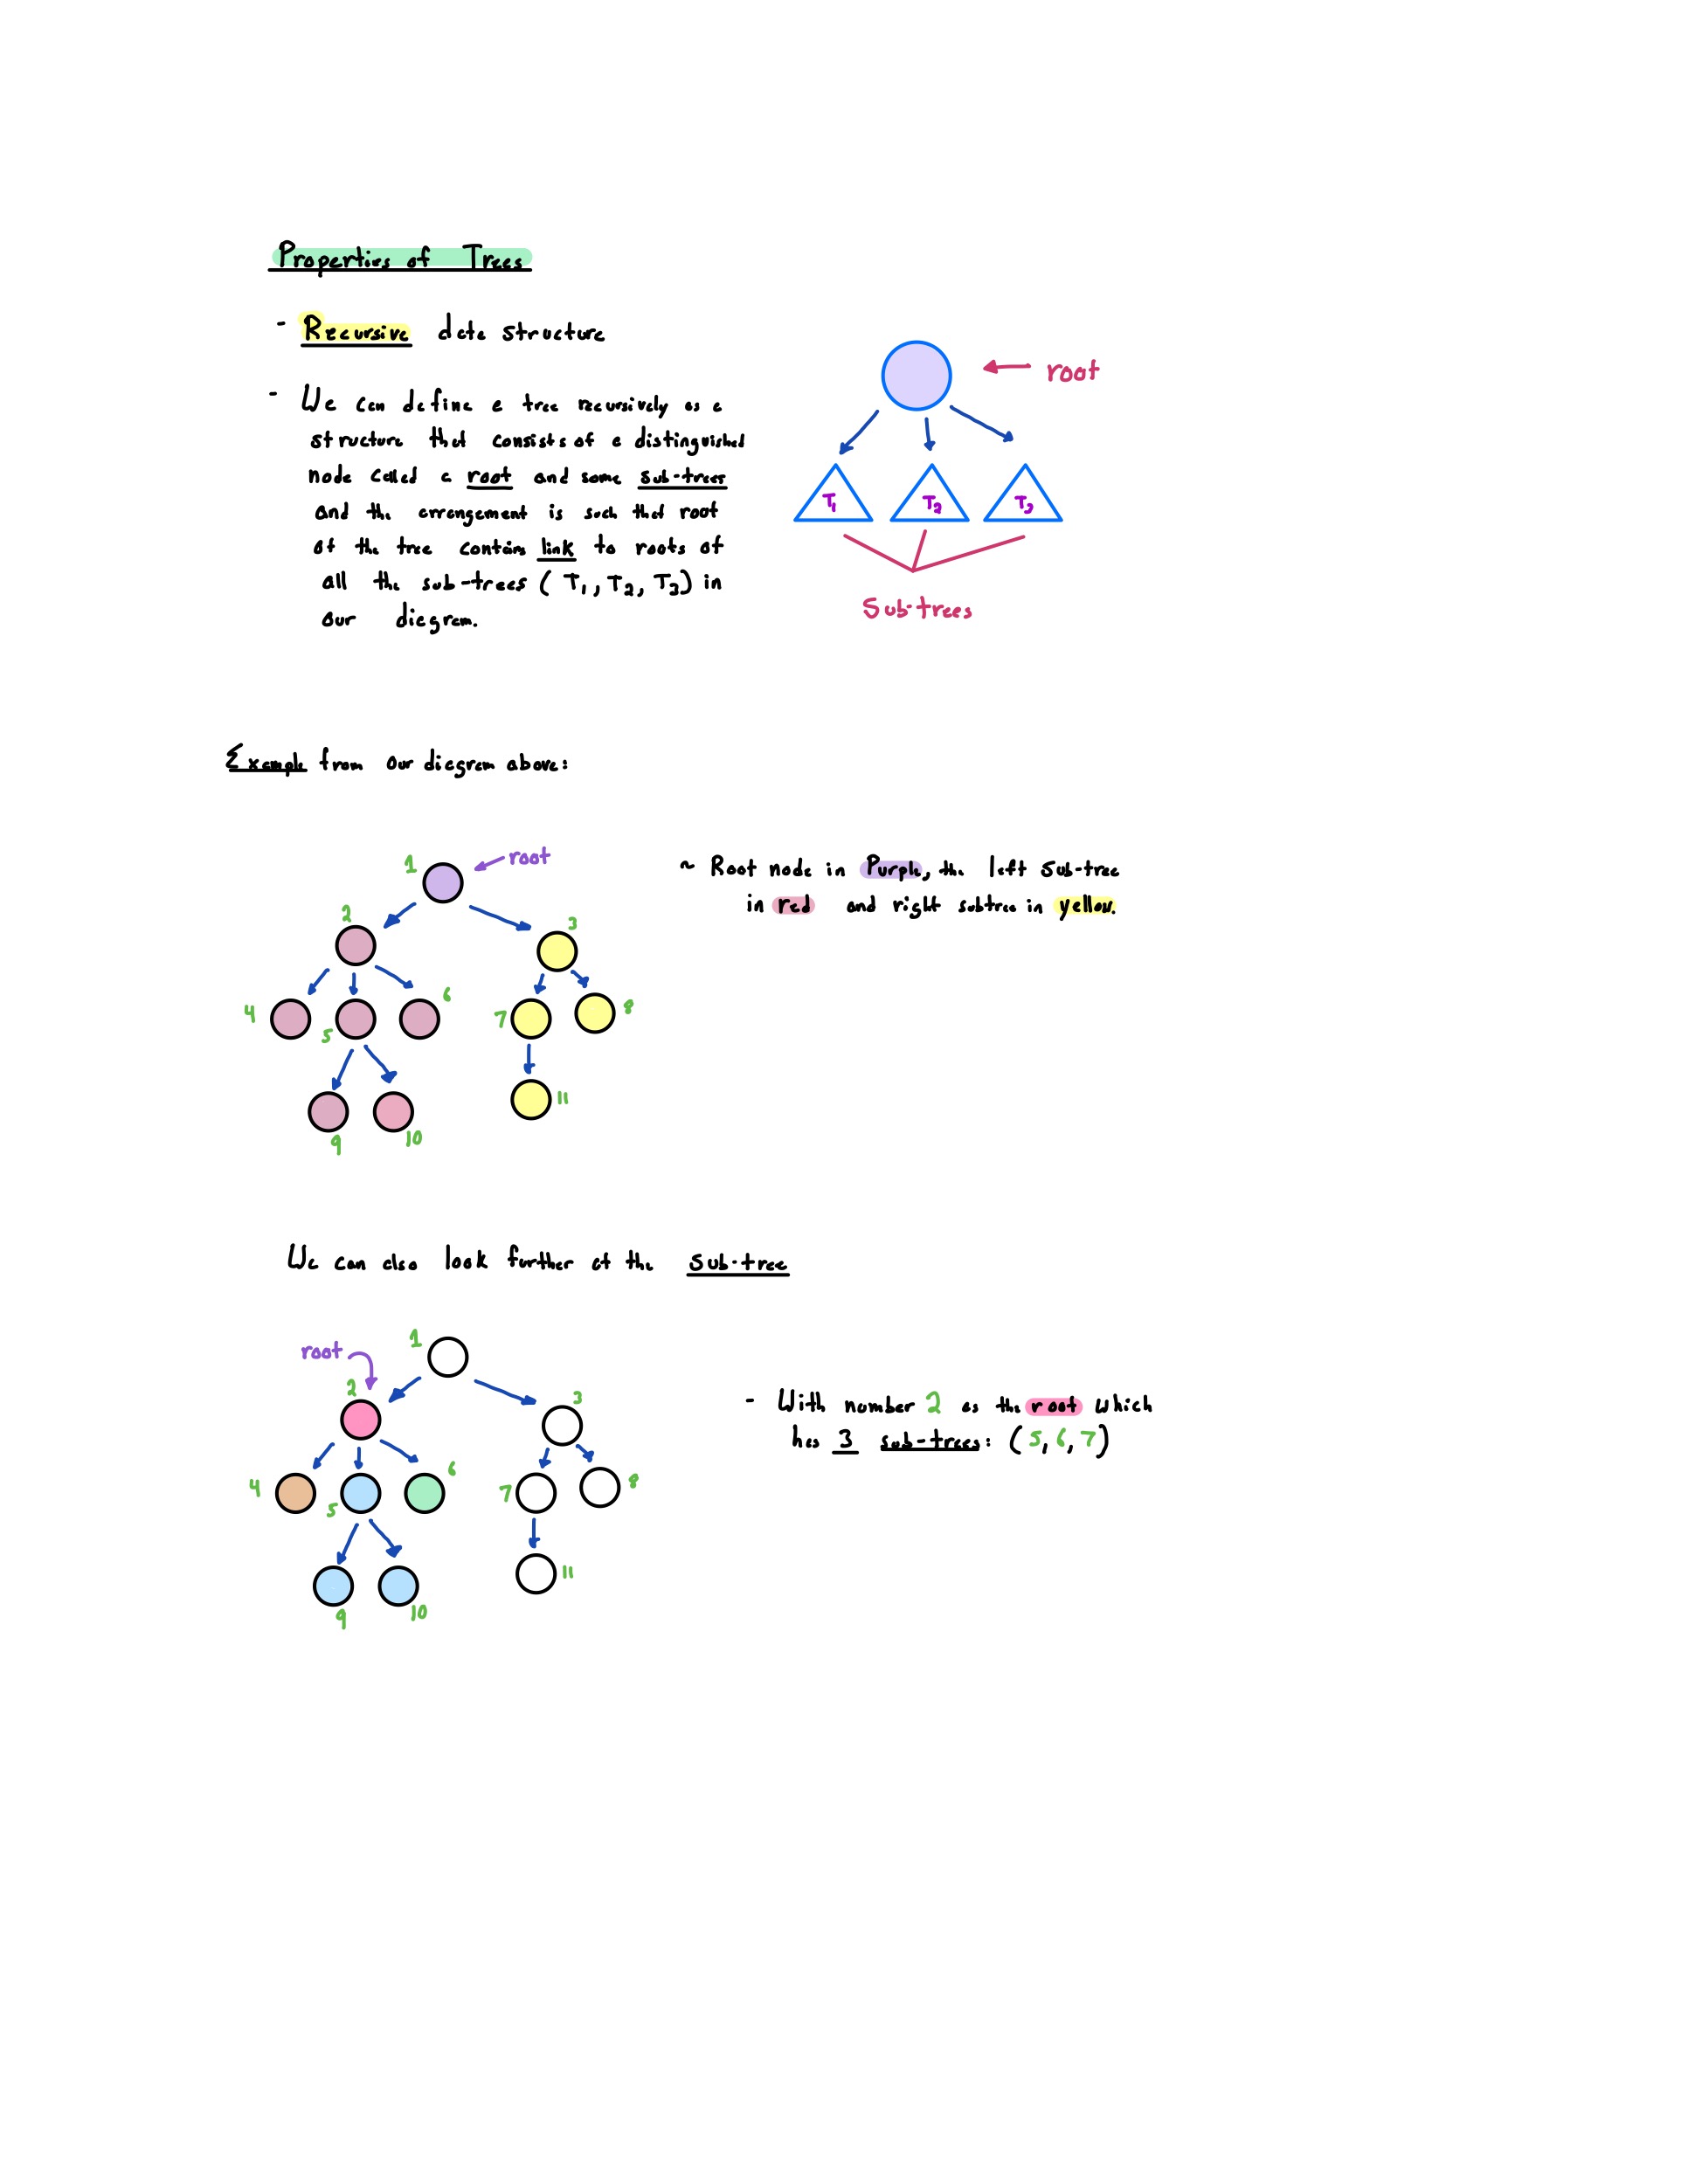 Properties of Trees
- Recursive data structure
- We can define a tree recursively as a
structure that consists of a distinguished
node called a root and some sub-trees
and the arrangement is such that root
of the tree contains link to roots of
all the sub-trees (T1, T2, T3) in
our diagram.
← root
T1 T2 T3
Sub-trees
Example from our diagram above:
1
root
2
3
4
5
6
7
8
9
10
11
~ Root node in Purple, the left sub-tree
in red and right subtree in yellow.
We can also look further at the sub-tree
root
1
2
3
4
5
6
7
8
9
10
11
- With number 2 as the root which
has 3 sub-trees: (5, 6, 7)